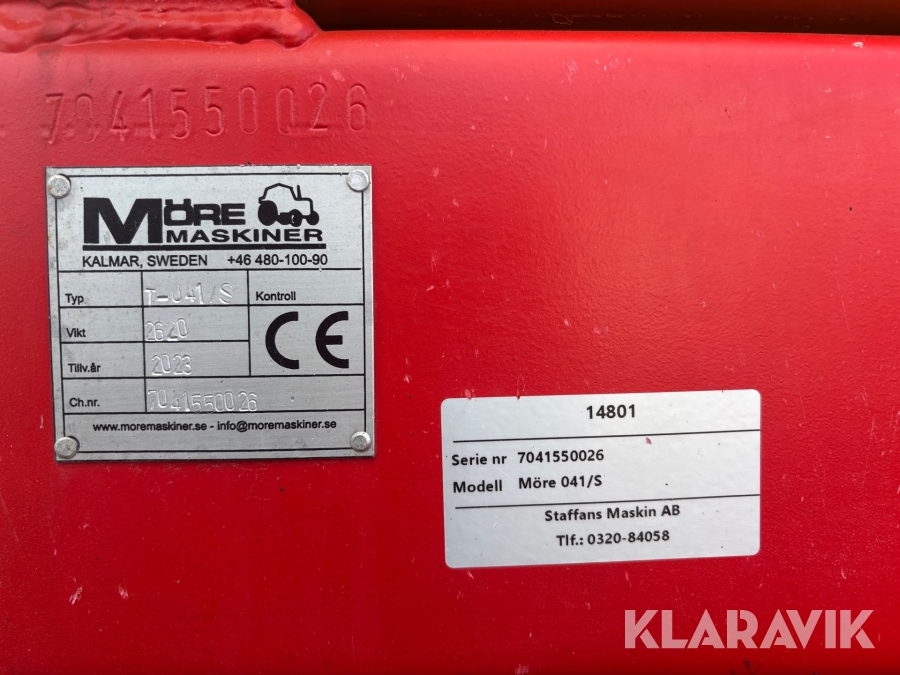 7041550026
MÖRE
MASKINER
KALMAR, SWEDEN +46 480-100-90
Typ T-041/S Kontroll
Vikt 2620
CE
Tillv.år 2023
Ch.nr. 7041550026
www.moremaskiner.se - info@moremaskiner.se
14801
Serie nr 7041550026
Modell Möre 041/S
Staffans Maskin AB
Tlf.: 0320-84058
KLARAVIK